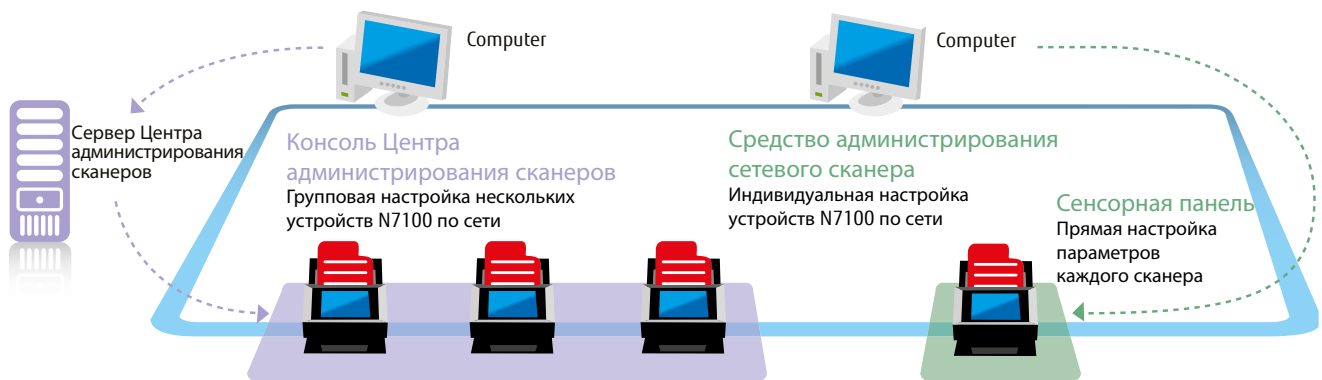 Computer
Computer
Сервер Центра
администрирования
сканеров
Консоль Центра
администрирования сканеров
Групповая настройка нескольких
устройств N7100 по сети
Средство администрирования
сетевого сканера
Индивидуальная настройка
устройств N7100 по сети
Сенсорная панель
Прямая настройка
параметров
каждого сканера